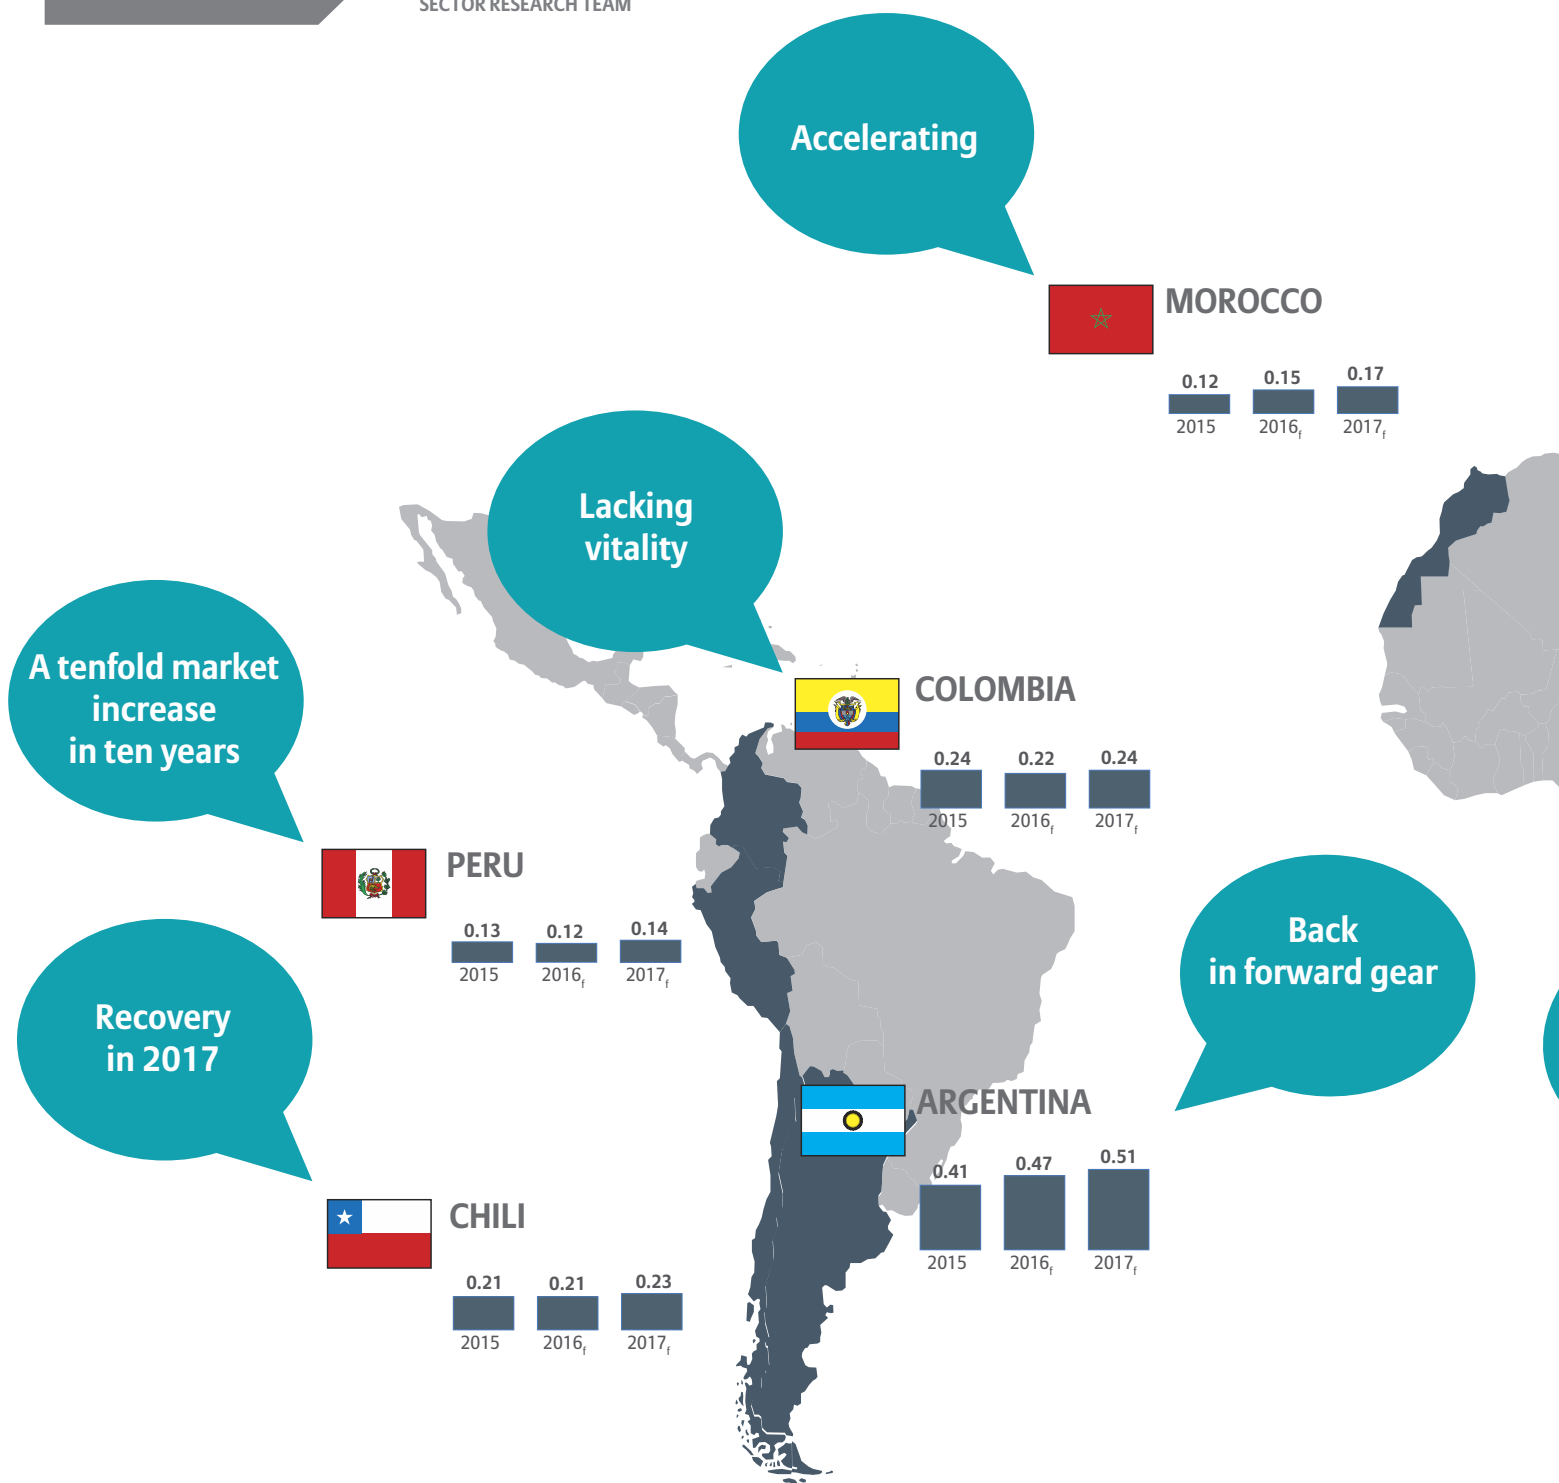 SECTOR RESEARCH TEAM
Accelerating
MOROCCO
0.12 0.15 0.17
2015 2016f 2017f
Lacking
vitality
COLOMBIA
0.24 0.22 0.24
2015 2016f 2017f
A tenfold market
increase
in ten years
PERU
0.13 0.12 0.14
2015 2016f 2017f
Back
in forward gear
ARGENTINA
0.41 0.47 0.51
2015 2016f 2017f
Recovery
in 2017
CHILI
0.21 0.21 0.23
2015 2016f 2017f